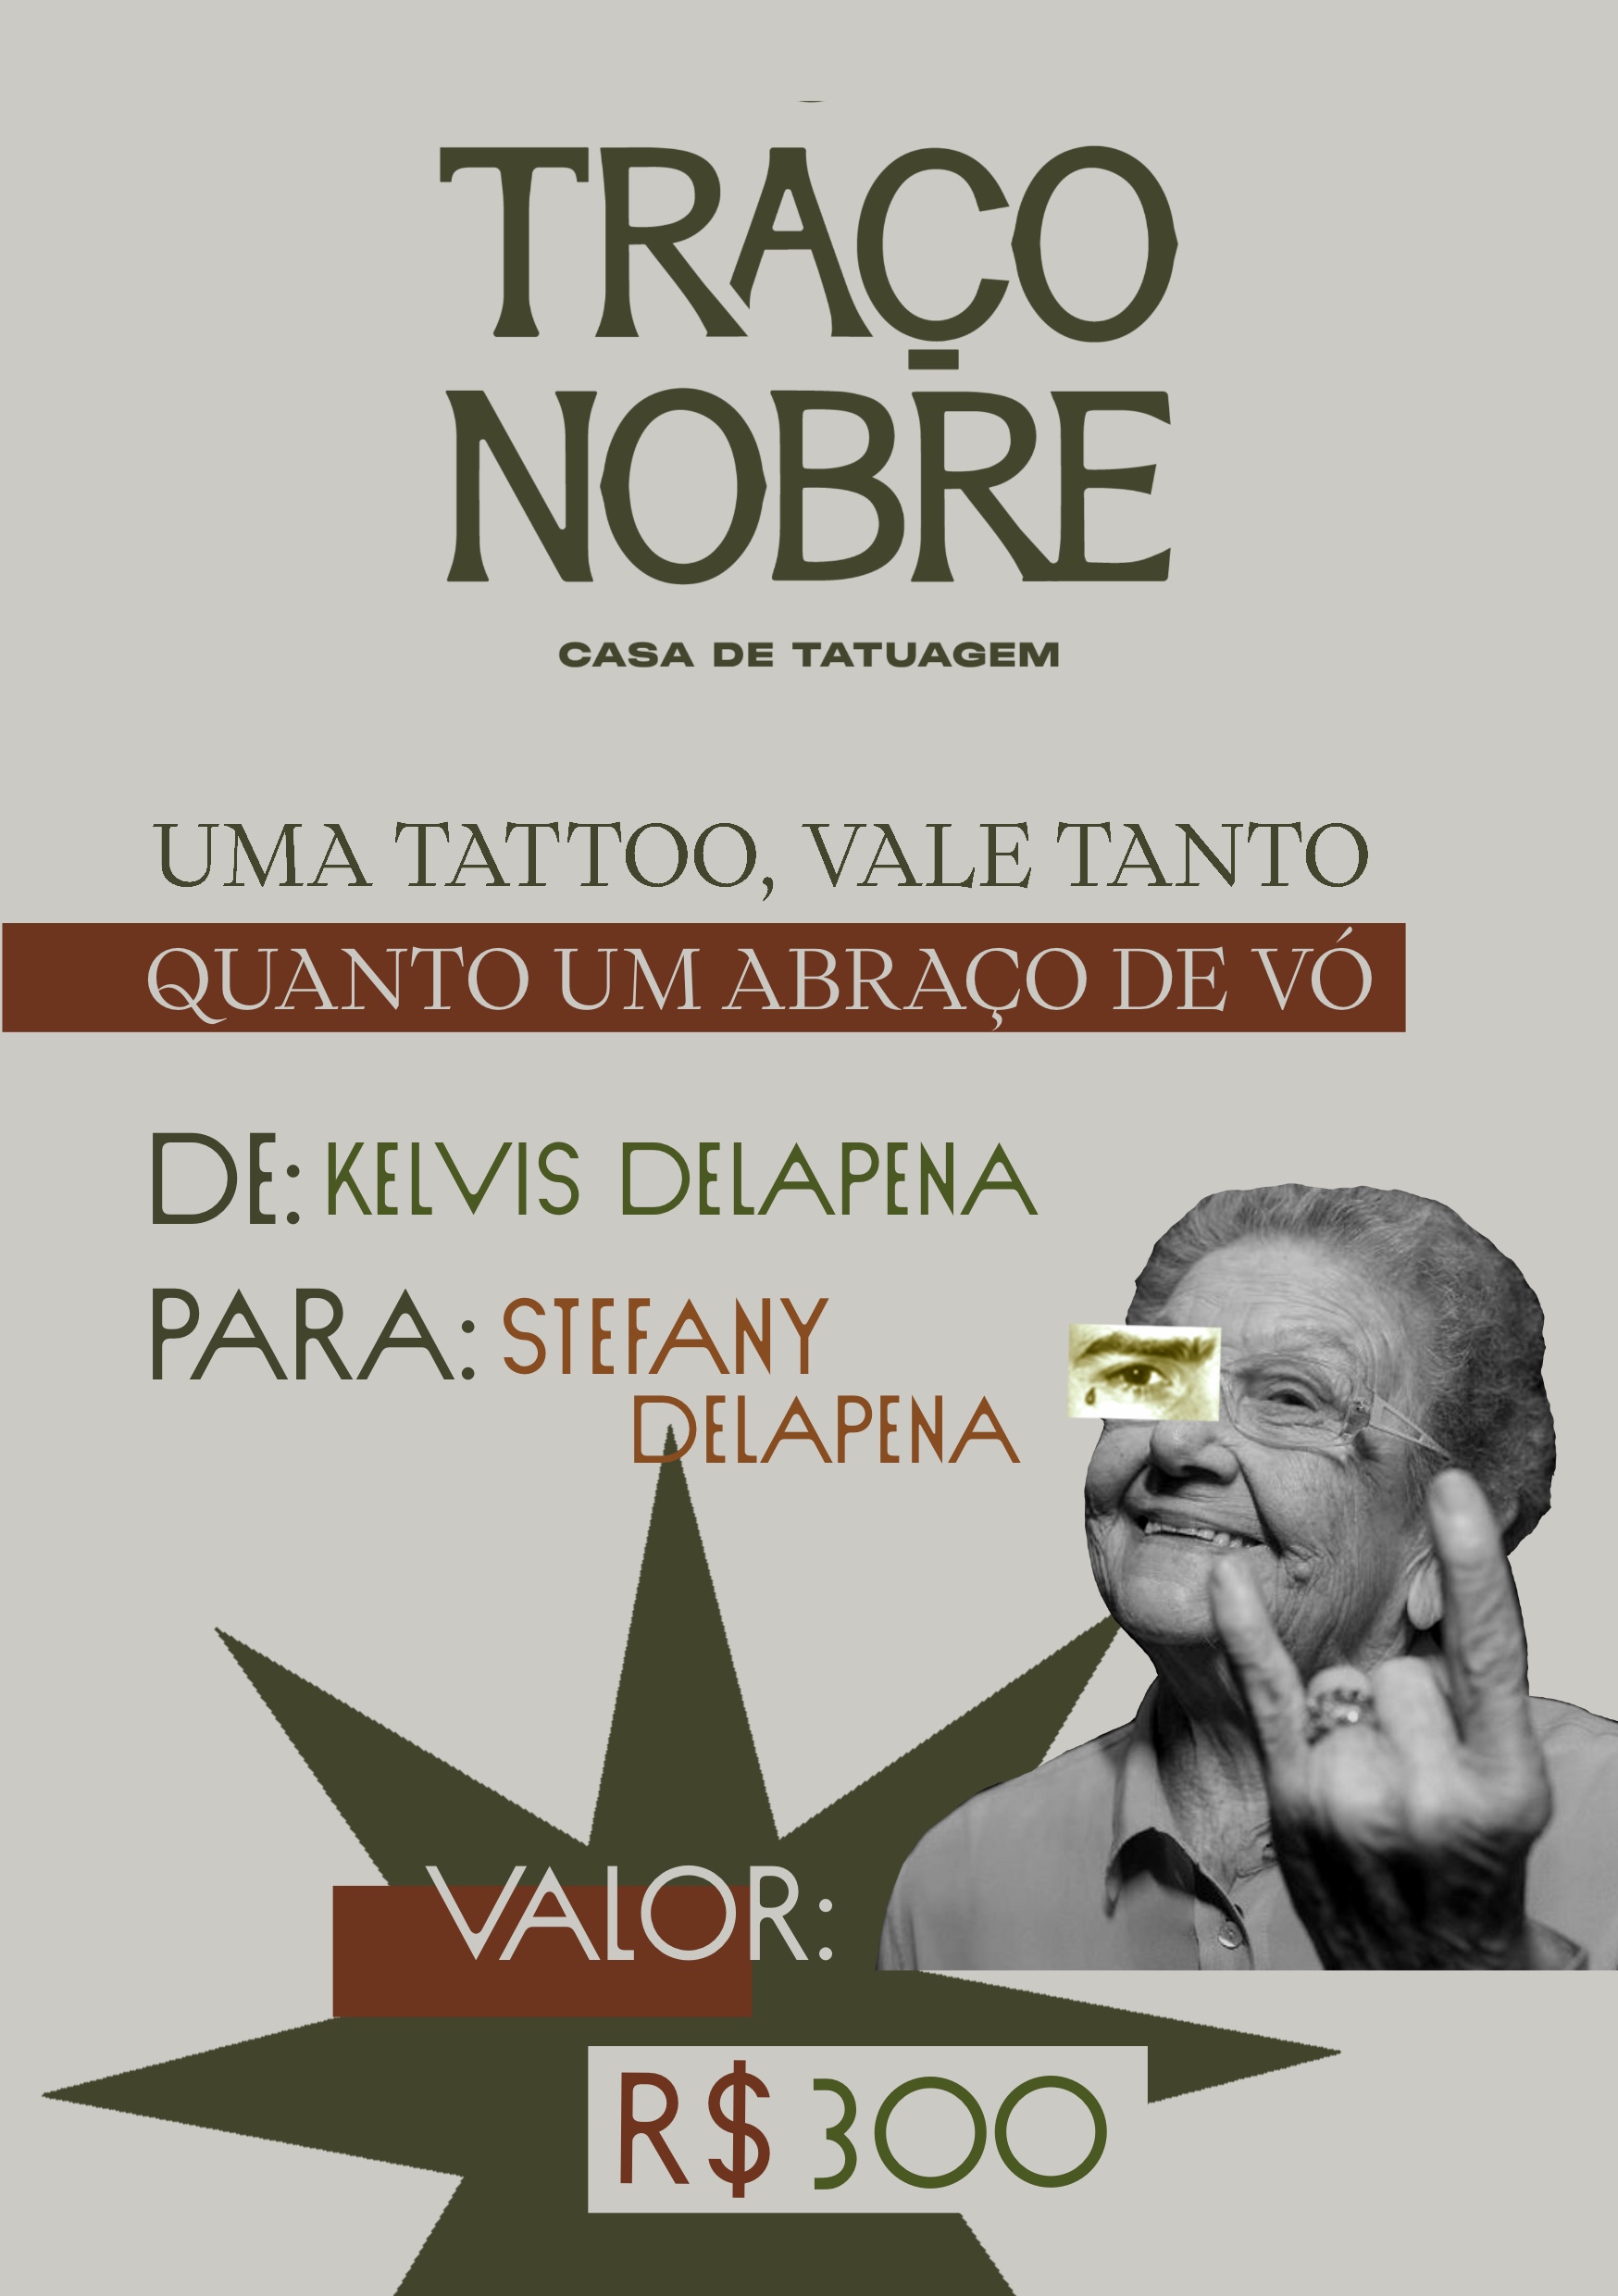 TRAÇO
NOBRE
CASA DE TATUAGEM
UMA TATTOO, VALE TANTO
QUANTO UM ABRAÇO DE VÓ
DE: KELVIS DELAPENA
PARA: STEFANY
DELAPENA
VALOR:
R$ 300